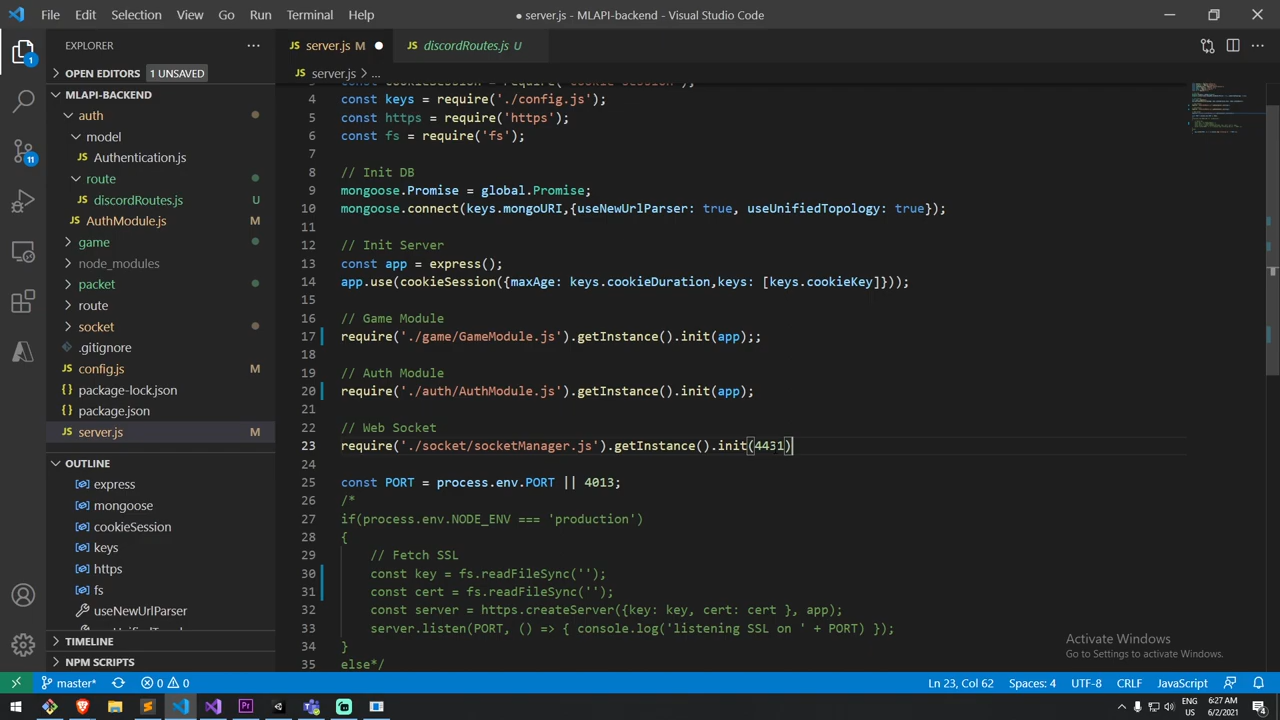 File Edit Selection View Go Run Terminal Help
● server.js - MLAPI-backend - Visual Studio Code
EXPLORER
OPEN EDITORS 1 UNSAVED
MLAPI-BACKEND
auth
model
JS Authentication.js
route
JS discordRoutes.js U
JS AuthModule.js M
game
node_modules
packet
route
socket
.gitignore
JS config.js M
{} package-lock.json
{} package.json
JS server.js M
OUTLINE
express
mongoose
cookieSession
keys
https
fs
useNewUrlParser
TIMELINE
NPM SCRIPTS
1
11
JS server.js M ●
JS discordRoutes.js U
JS server.js > ...
4 const keys = require('./config.js');
5 const https = require('https');
6 const fs = require('fs');
7
8 // Init DB
9 mongoose.Promise = global.Promise;
10 mongoose.connect(keys.mongoURI,{useNewUrlParser: true, useUnifiedTopology: true});
11
12 // Init Server
13 const app = express();
14 app.use(cookieSession({maxAge: keys.cookieDuration,keys: [keys.cookieKey]}));
15
16 // Game Module
17 require('./game/GameModule.js').getInstance().init(app);;
18
19 // Auth Module
20 require('./auth/AuthModule.js').getInstance().init(app);
21
22 // Web Socket
23 require('./socket/socketManager.js').getInstance().init(4431)
24
25 const PORT = process.env.PORT || 4013;
26 /*
27 if(process.env.NODE_ENV === 'production')
28 {
29 // Fetch SSL
30 const key = fs.readFileSync('');
31 const cert = fs.readFileSync('');
32 const server = https.createServer({key: key, cert: cert }, app);
33 server.listen(PORT, () => { console.log('listening SSL on ' + PORT) });
34 }
35 else*/
Activate Windows
Go to Settings to activate Windows.
master* 0 0
Ln 23, Col 62 Spaces: 4 UTF-8 CRLF JavaScript
ENG
US
6:27 AM
6/2/2021